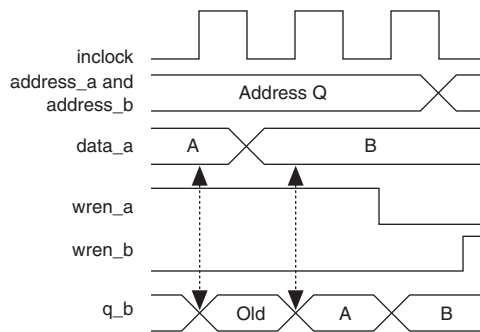 inclock
address_a and
address_b
Address Q
data_a
A
B
wren_a
wren_b
q_b
Old
A
B